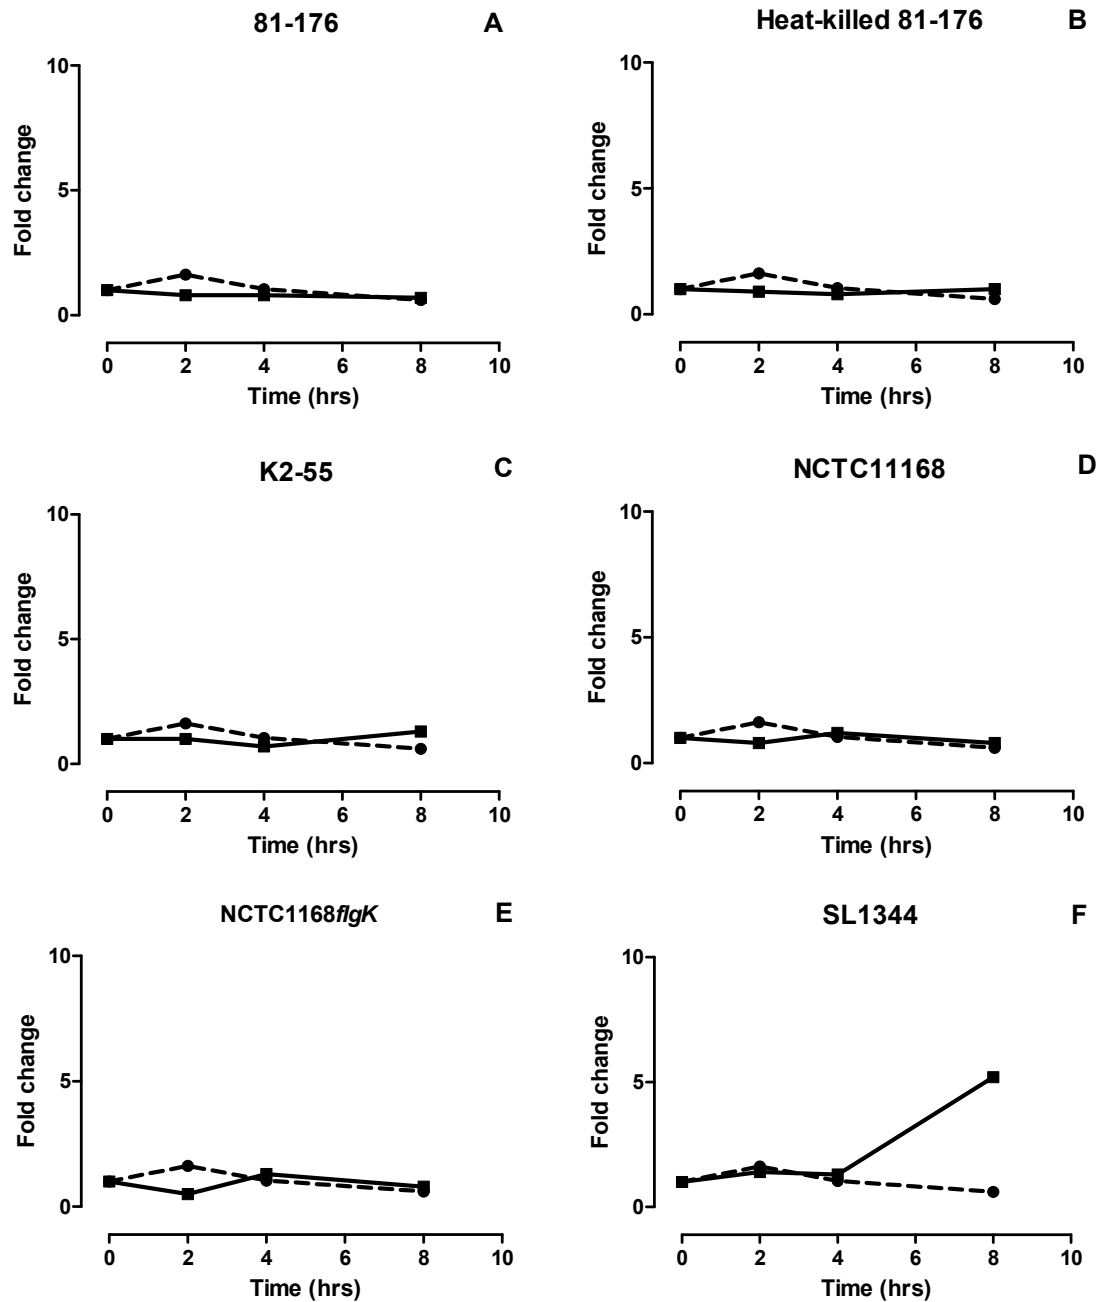 81-176
A
10
5
0
Fold change
0 2 4 6 8 10
Time (hrs)
Heat-killed 81-176
B
10
5
0
Fold change
0 2 4 6 8 10
Time (hrs)
K2-55
C
10
5
0
Fold change
0 2 4 6 8 10
Time (hrs)
NCTC11168
D
10
5
0
Fold change
0 2 4 6 8 10
Time (hrs)
NCTC1168flgK
E
10
5
0
Fold change
0 2 4 6 8 10
Time (hrs)
SL1344
F
10
5
0
Fold change
0 2 4 6 8 10
Time (hrs)